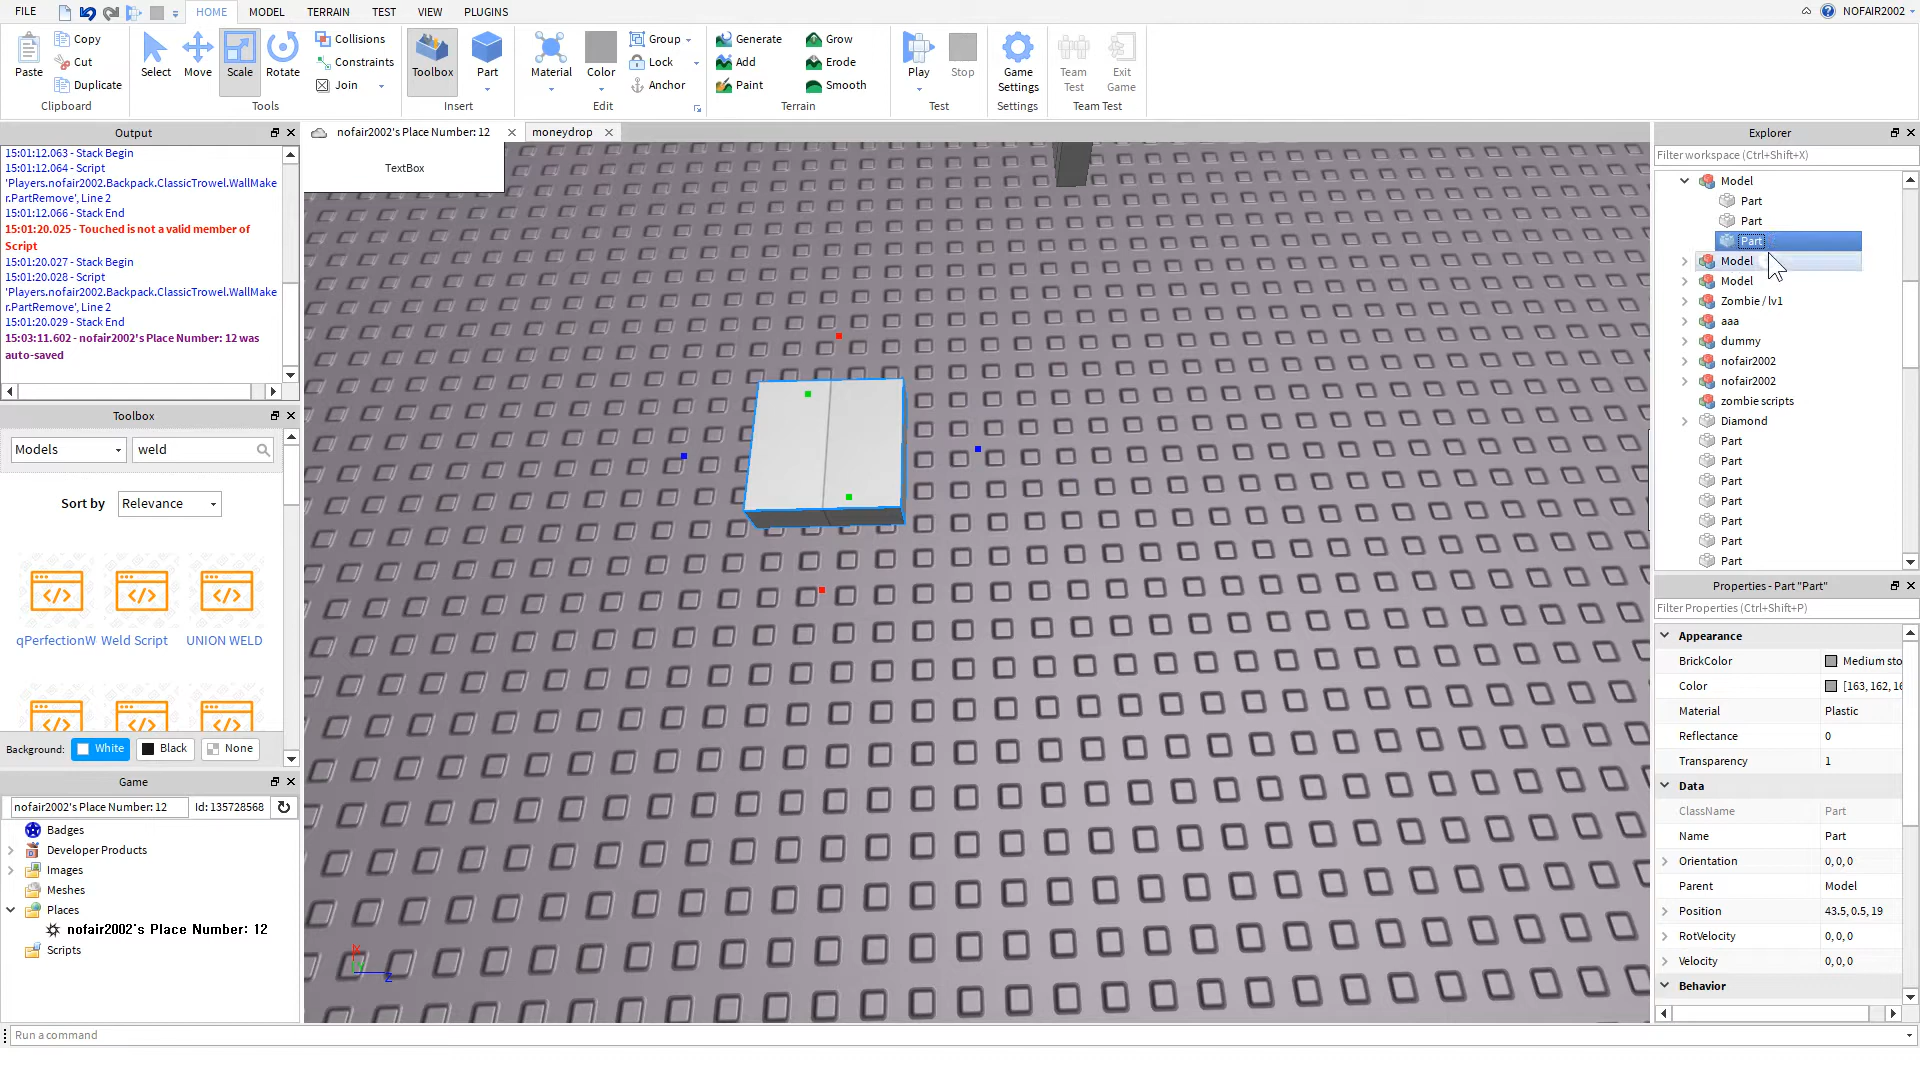 FILE
HOME
MODEL
TERRAIN
TEST
VIEW
PLUGINS
NOFAIR2002
Paste
Copy
Cut
Duplicate
Clipboard
Select
Move
Scale
Rotate
Collisions
Constraints
Join
Tools
Toolbox
Part
Insert
Material
Color
Group
Lock
Anchor
Edit
Generate
Add
Paint
Grow
Erode
Smooth
Terrain
Play
Stop
Test
Game
Settings
Settings
Team
Test
Exit
Game
Team Test
Output
15:01:12.063 - Stack Begin
15:01:12.064 - Script
'Players.nofair2002.Backpack.ClassicTrowel.WallMake
r.PartRemove', Line 2
15:01:12.066 - Stack End
15:01:20.025 - Touched is not a valid member of
Script
15:01:20.027 - Stack Begin
15:01:20.028 - Script
'Players.nofair2002.Backpack.ClassicTrowel.WallMake
r.PartRemove', Line 2
15:01:20.029 - Stack End
15:03:11.602 - nofair2002's Place Number: 12 was
auto-saved
Toolbox
Models
weld
Sort by
Relevance
qPerfectionW
Weld Script
UNION WELD
Background:
White
Black
None
Game
nofair2002's Place Number: 12
Id: 135728568
Badges
Developer Products
Images
Meshes
Places
nofair2002's Place Number: 12
Scripts
Run a command
nofair2002's Place Number: 12
moneydrop
TextBox
X
Y
Z
Explorer
Filter workspace (Ctrl+Shift+X)
Model
Part
Part
Part
Model
Model
Zombie / lv1
aaa
dummy
nofair2002
nofair2002
zombie scripts
Diamond
Part
Part
Part
Part
Part
Part
Part
Properties - Part "Part"
Filter Properties (Ctrl+Shift+P)
Appearance
BrickColor
Medium sto
Color
[163, 162, 16
Material
Plastic
Reflectance
0
Transparency
1
Data
ClassName
Part
Name
Part
Orientation
0, 0, 0
Parent
Model
Position
43.5, 0.5, 19
RotVelocity
0, 0, 0
Velocity
0, 0, 0
Behavior